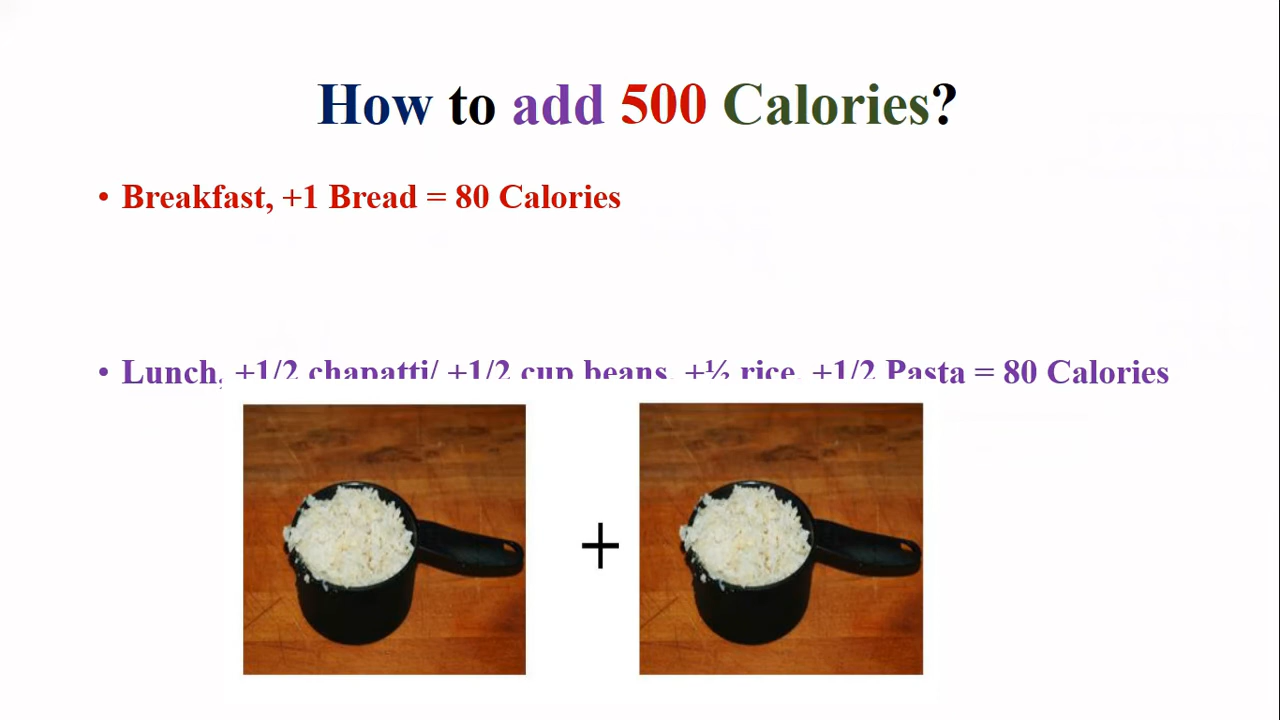 How to add 500 Calories?
• Breakfast, +1 Bread = 80 Calories
• Lunch, +1/2 chapatti/ +1/2 cup beans, +½ rice, +1/2 Pasta = 80 Calories
+